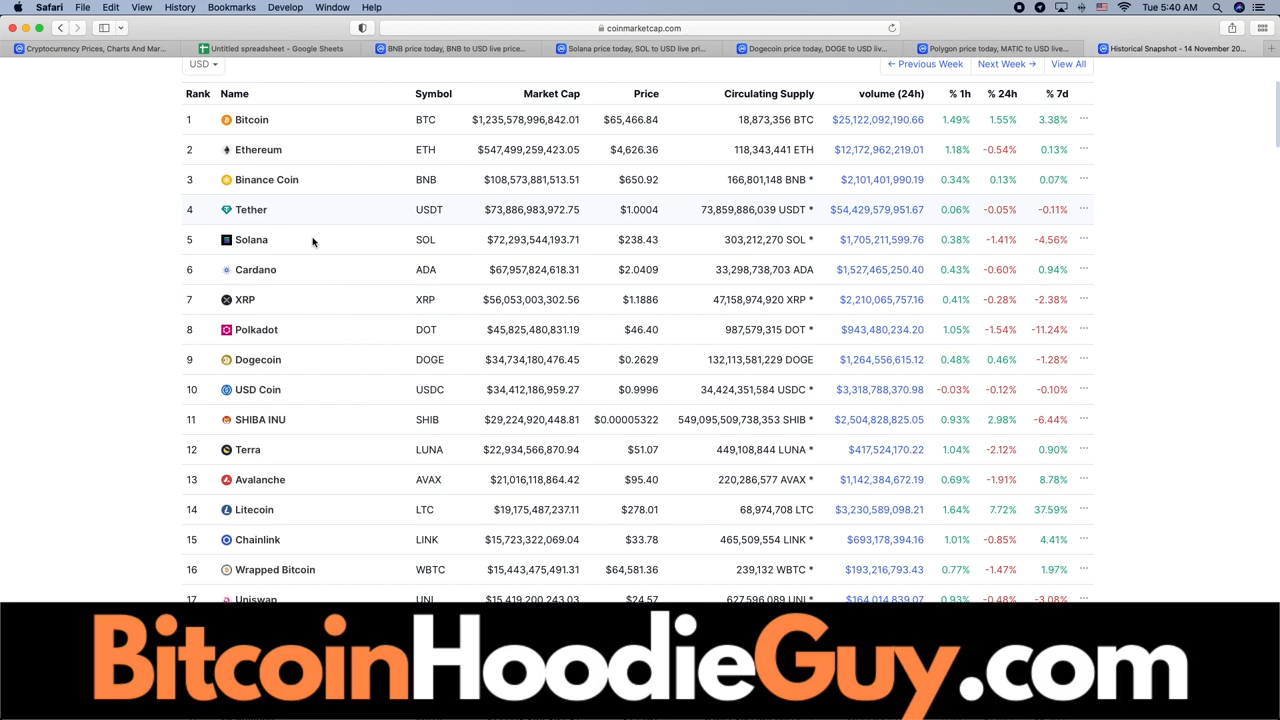 Safari File Edit View History Bookmarks Develop Window Help Tue 5:40 AM
coinmarketcap.com
Cryptocurrency Prices, Charts And Mar... Untitled spreadsheet - Google Sheets BNB price today, BNB to USD live price... Solana price today, SOL to USD live pri... Dogecoin price today, DOGE to USD liv... Polygon price today, MATIC to USD live... Historical Snapshot - 14 November 20...
USD ← Previous Week Next Week → View All
Rank Name Symbol Market Cap Price Circulating Supply volume (24h) % 1h % 24h % 7d
1 Bitcoin BTC $1,235,578,996,842.01 $65,466.84 18,873,356 BTC $25,122,092,190.66 1.49% 1.55% 3.38% ...
2 Ethereum ETH $547,499,259,423.05 $4,626.36 118,343,441 ETH $12,172,962,219.01 1.18% -0.54% 0.13% ...
3 Binance Coin BNB $108,573,881,513.51 $650.92 166,801,148 BNB * $2,101,401,990.19 0.34% 0.13% 0.07% ...
4 Tether USDT $73,886,983,972.75 $1.0004 73,859,886,039 USDT * $54,429,579,951.67 0.06% -0.05% -0.11% ...
5 Solana SOL $72,293,544,193.71 $238.43 303,212,270 SOL * $1,705,211,599.76 0.38% -1.41% -4.56% ...
6 Cardano ADA $67,957,824,618.31 $2.0409 33,298,738,703 ADA $1,527,465,250.40 0.43% -0.60% 0.94% ...
7 XRP XRP $56,053,003,302.56 $1.1886 47,158,974,920 XRP * $2,210,065,757.16 0.41% -0.28% -2.38% ...
8 Polkadot DOT $45,825,480,831.19 $46.40 987,579,315 DOT * $943,480,234.20 1.05% -1.54% -11.24% ...
9 Dogecoin DOGE $34,734,180,476.45 $0.2629 132,113,581,229 DOGE $1,264,556,615.12 0.48% 0.46% -1.28% ...
10 USD Coin USDC $34,412,186,959.27 $0.9996 34,424,351,584 USDC * $3,318,788,370.98 -0.03% -0.12% -0.10% ...
11 SHIBA INU SHIB $29,224,920,448.81 $0.00005322 549,095,509,738,353 SHIB * $2,504,828,825.05 0.93% 2.98% -6.44% ...
12 Terra LUNA $22,934,566,870.94 $51.07 449,108,844 LUNA * $417,524,170.22 1.04% -2.12% 0.90% ...
13 Avalanche AVAX $21,016,118,864.42 $95.40 220,286,577 AVAX * $1,142,384,672.19 0.69% -1.91% 8.78% ...
14 Litecoin LTC $19,175,487,237.11 $278.01 68,974,708 LTC $3,230,589,098.21 1.64% 7.72% 37.59% ...
15 Chainlink LINK $15,723,322,069.04 $33.78 465,509,554 LINK * $693,178,394.16 1.01% -0.85% 4.41% ...
16 Wrapped Bitcoin WBTC $15,443,475,491.31 $64,581.36 239,132 WBTC * $193,216,793.43 0.77% -1.47% 1.97% ...
17 Uniswap UNI $15,419,200,243.03 $24.57 627,596,089 UNI * $164,014,839.07 0.93% -0.48% -3.08% ...
BitcoinHoodieGuy.com